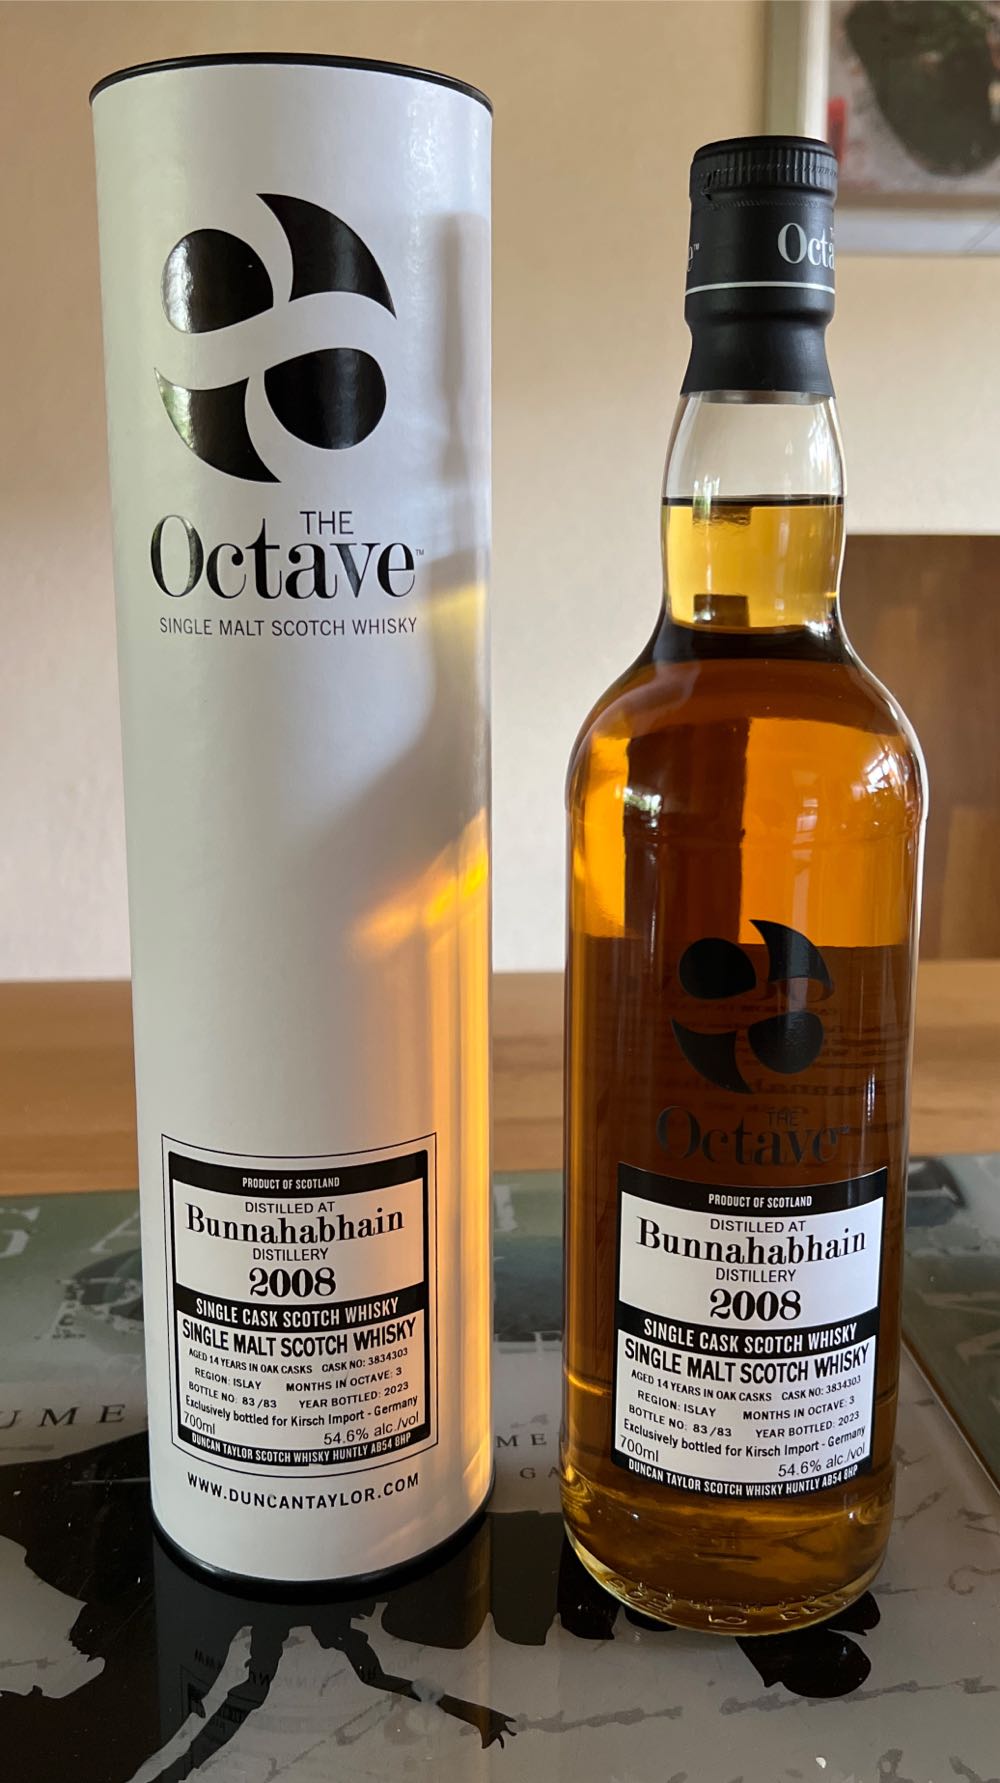 THE
Octave™
SINGLE MALT SCOTCH WHISKY
PRODUCT OF SCOTLAND
DISTILLED AT
Bunnahabhain
DISTILLERY
2008
SINGLE CASK SCOTCH WHISKY
SINGLE MALT SCOTCH WHISKY
AGED 14 YEARS IN OAK CASKS CASK NO: 3834303
REGION: ISLAY MONTHS IN OCTAVE: 3
BOTTLE NO: 83/83 YEAR BOTTLED: 2023
Exclusively bottled for Kirsch Import - Germany
700ml 54.6% alc./vol
DUNCAN TAYLOR SCOTCH WHISKY HUNTLY AB54 8HP
WWW.DUNCANTAYLOR.COM
Octa
THE
Octave
PRODUCT OF SCOTLAND
DISTILLED AT
Bunnahabhain
DISTILLERY
2008
SINGLE CASK SCOTCH WHISKY
SINGLE MALT SCOTCH WHISKY
AGED 14 YEARS IN OAK CASKS CASK NO: 3834303
REGION: ISLAY MONTHS IN OCTAVE: 3
BOTTLE NO: 83/83 YEAR BOTTLED: 2023
Exclusively bottled for Kirsch Import - Germany
700ml 54.6% alc./vol
DUNCAN TAYLOR SCOTCH WHISKY HUNTLY AB54 8HP
UME
ME
GA